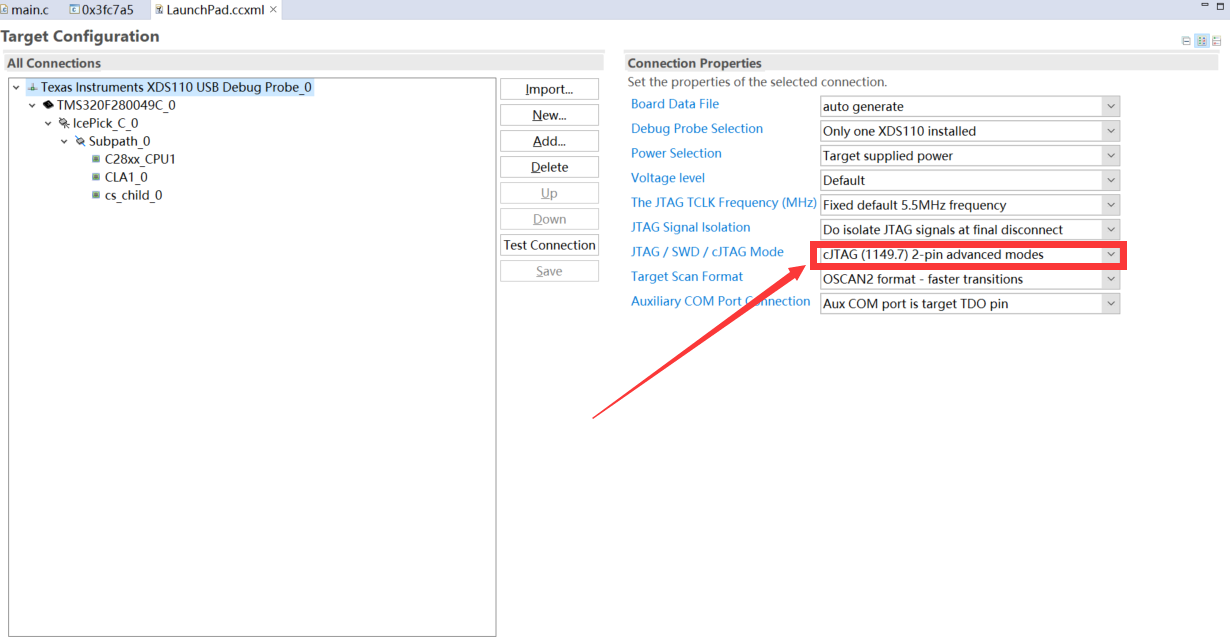 main.c
0x3fc7a5
LaunchPad.ccxml
Target Configuration
All Connections
Texas Instruments XDS110 USB Debug Probe_0
TMS320F280049C_0
IcePick_C_0
Subpath_0
C28xx_CPU1
CLA1_0
cs_child_0
Import...
New...
Add...
Delete
Up
Down
Test Connection
Save
Connection Properties
Set the properties of the selected connection.
Board Data File auto generate
Debug Probe Selection Only one XDS110 installed
Power Selection Target supplied power
Voltage level Default
The JTAG TCLK Frequency (MHz) Fixed default 5.5MHz frequency
JTAG Signal Isolation Do isolate JTAG signals at final disconnect
JTAG / SWD / cJTAG Mode cJTAG (1149.7) 2-pin advanced modes
Target Scan Format OSCAN2 format - faster transitions
Auxiliary COM Port Connection Aux COM port is target TDO pin